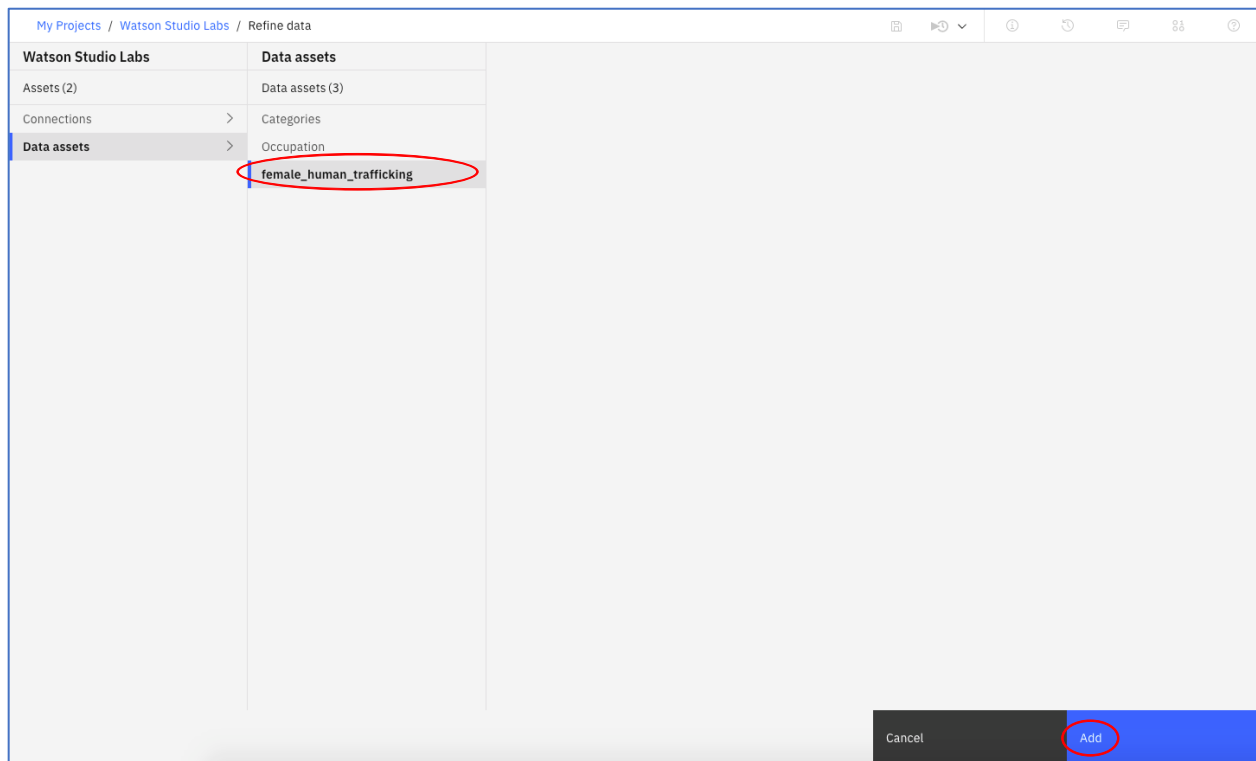 My Projects / Watson Studio Labs / Refine data
Watson Studio Labs
Assets (2)
Connections
Data assets
Data assets
Data assets (3)
Categories
Occupation
female_human_trafficking
Cancel
Add